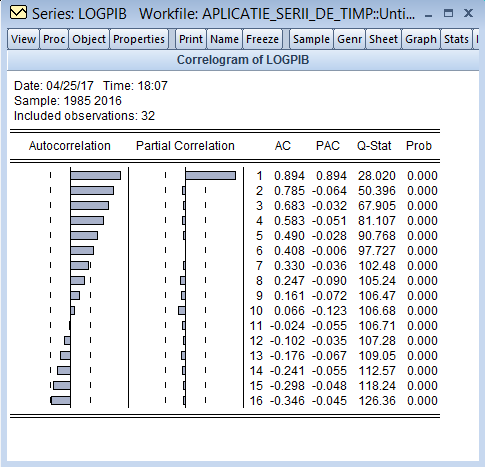 Series: LOGPIB Workfile: APLICATIE_SERII_DE_TIMP::Unti...
View Proc Object Properties Print Name Freeze Sample Genr Sheet Graph Stats
Correlogram of LOGPIB
Date: 04/25/17 Time: 18:07
Sample: 1985 2016
Included observations: 32
Autocorrelation Partial Correlation AC PAC Q-Stat Prob
1 0.894 0.894 28.020 0.000
2 0.785 -0.064 50.396 0.000
3 0.683 -0.032 67.905 0.000
4 0.583 -0.051 81.107 0.000
5 0.490 -0.028 90.768 0.000
6 0.408 -0.006 97.727 0.000
7 0.330 -0.036 102.48 0.000
8 0.247 -0.090 105.24 0.000
9 0.161 -0.072 106.47 0.000
10 0.066 -0.123 106.68 0.000
11 -0.024 -0.055 106.71 0.000
12 -0.102 -0.035 107.28 0.000
13 -0.176 -0.067 109.05 0.000
14 -0.241 -0.055 112.57 0.000
15 -0.298 -0.048 118.24 0.000
16 -0.346 -0.045 126.36 0.000